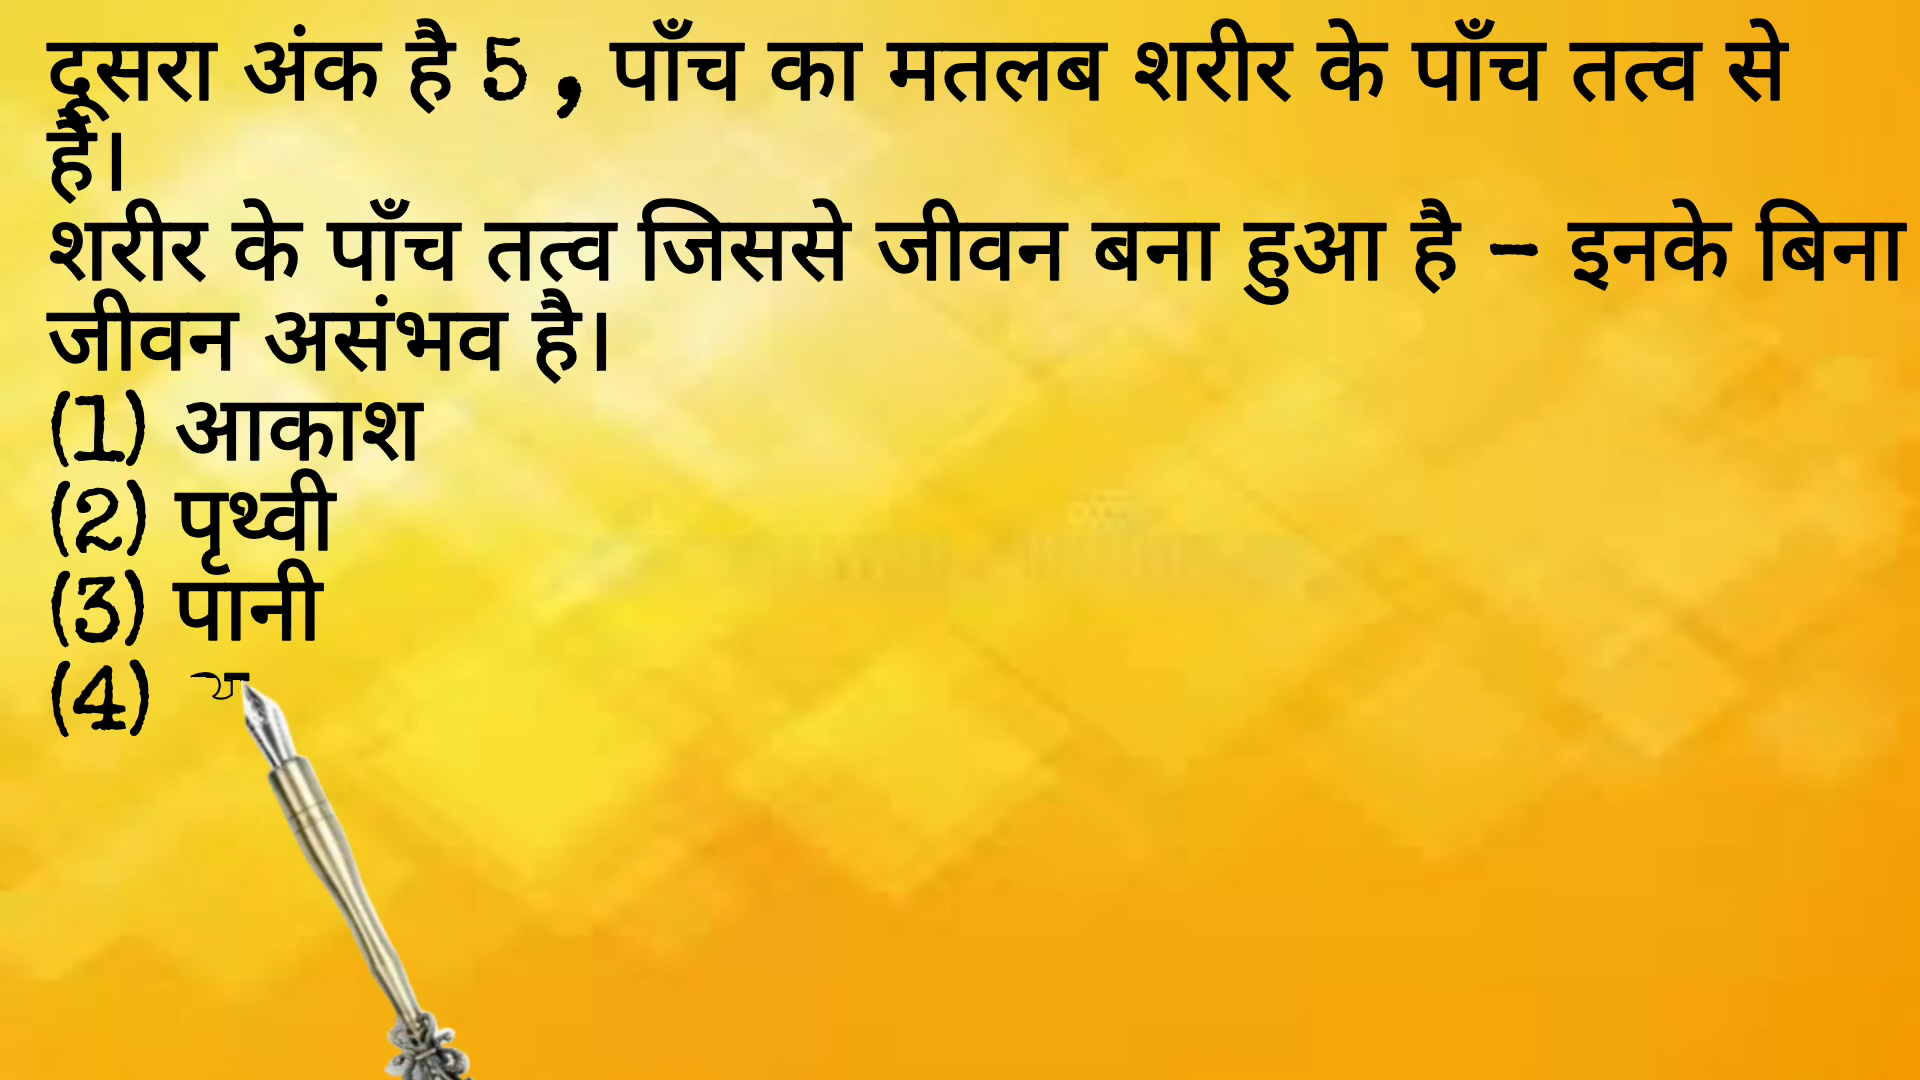 दूसरा अंक है 5 , पाँच का मतलब शरीर के पाँच तत्व से
है।
शरीर के पाँच तत्व जिससे जीवन बना हुआ है - इनके बिना
जीवन असंभव है।
(1) आकाश
(2) पृथ्वी
(3) पानी
(4)